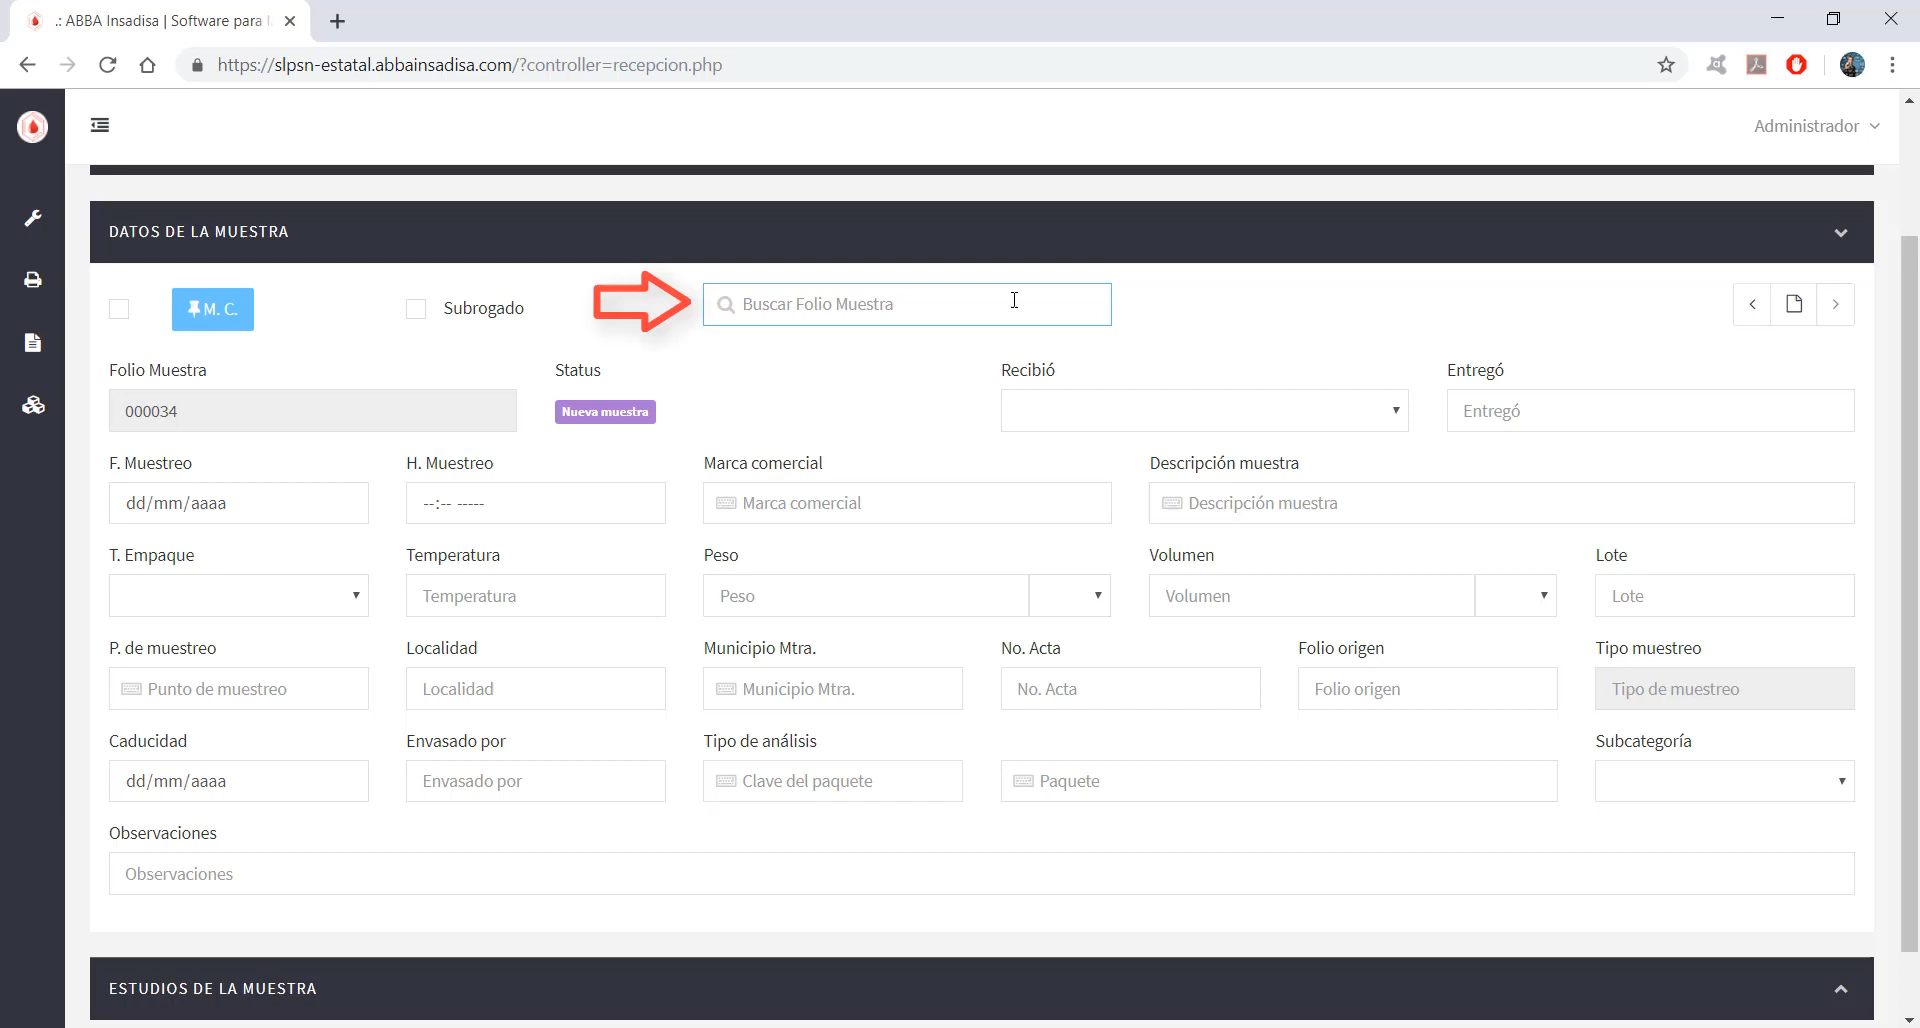 .: ABBA Insadisa | Software para l
https://slpsn-estatal.abbainsadisa.com/?controller=recepcion.php
Administrador
DATOS DE LA MUESTRA
M. C.
Subrogado
Buscar Folio Muestra
Folio Muestra
Status
Recibió
Entregó
000034
Nueva muestra
Entregó
F. Muestreo
H. Muestreo
Marca comercial
Descripción muestra
dd/mm/aaaa
--:-- -----
Marca comercial
Descripción muestra
T. Empaque
Temperatura
Peso
Volumen
Lote
Temperatura
Peso
Volumen
Lote
P. de muestreo
Localidad
Municipio Mtra.
No. Acta
Folio origen
Tipo muestreo
Punto de muestreo
Localidad
Municipio Mtra.
No. Acta
Folio origen
Tipo de muestreo
Caducidad
Envasado por
Tipo de análisis
Subcategoría
dd/mm/aaaa
Envasado por
Clave del paquete
Paquete
Observaciones
Observaciones
ESTUDIOS DE LA MUESTRA